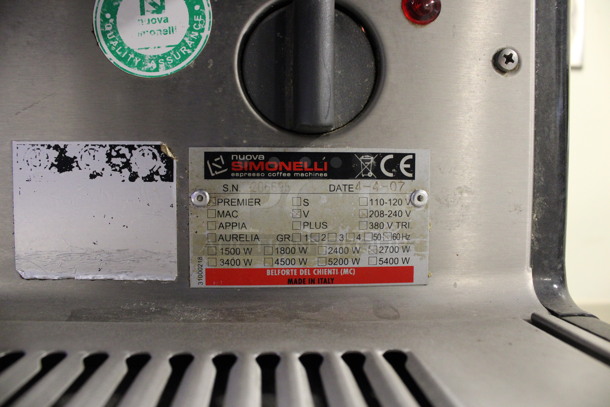 nuova
simonelli
QUALITY ASSURANCE
nuova
SIMONELLI
espresso coffee machines
CE
S.N DATE 4-4-07
PREMIER S 110-120 V
MAC V 208-240 V
APPIA PLUS 380 V TRI
AURELIA GR. 1 2 3 4 50 60 Hz
1500 W 1800 W 2400 W 2700 W
3400 W 4500 W 5200 W 5400 W
BELFORTE DEL CHIENTI (MC)
MADE IN ITALY